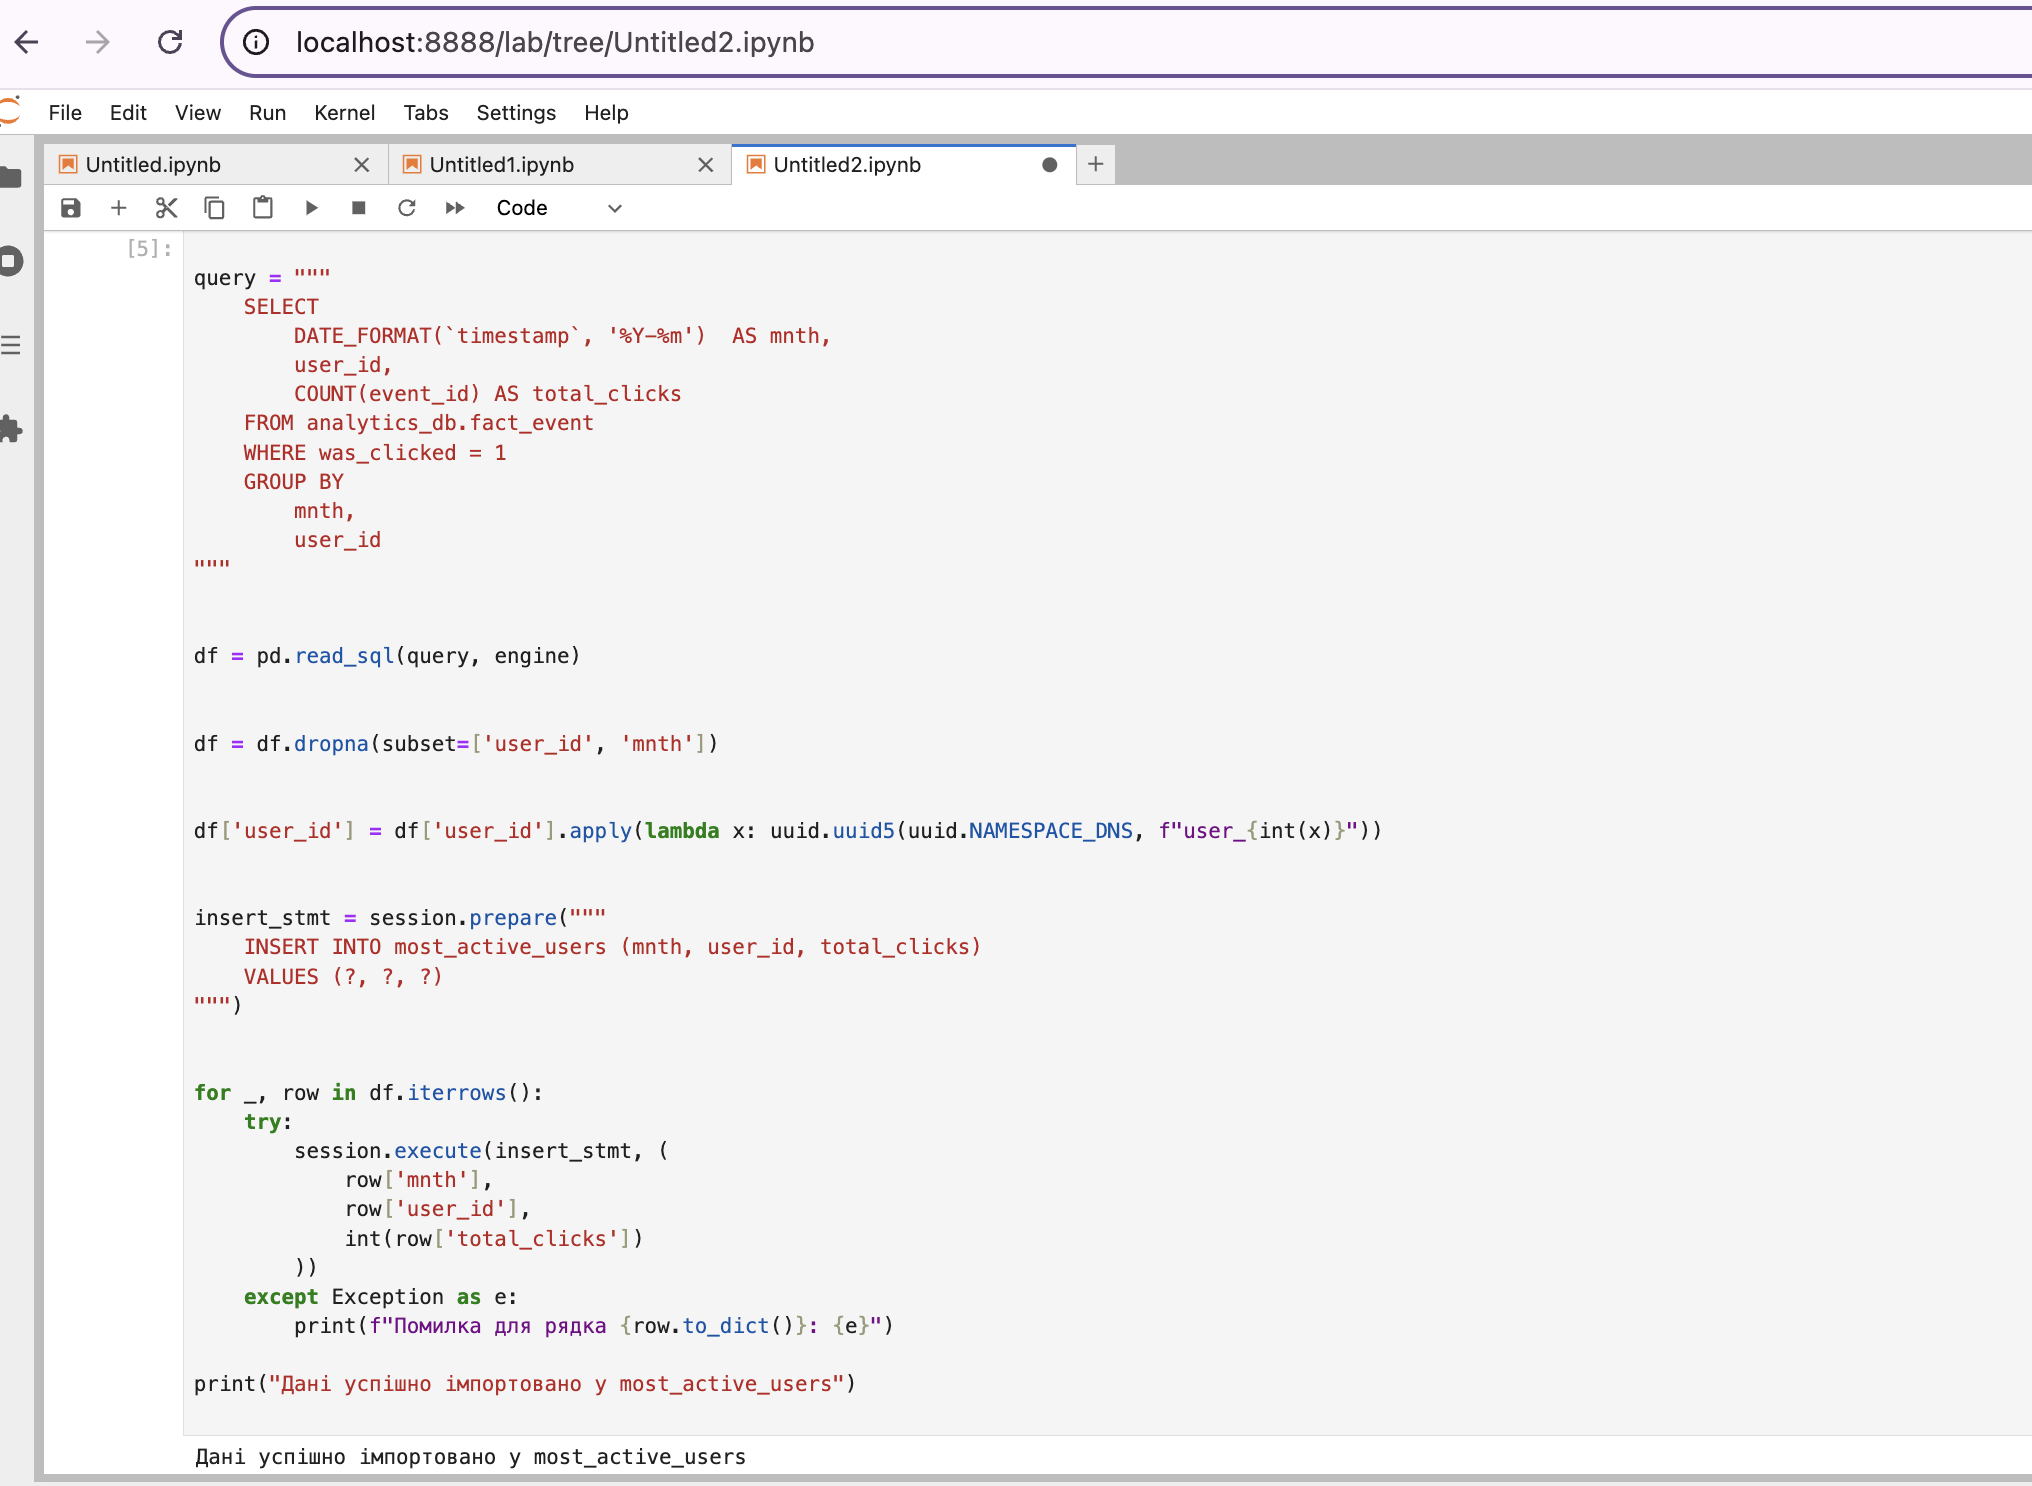 localhost:8888/lab/tree/Untitled2.ipynb
File Edit View Run Kernel Tabs Settings Help
Untitled.ipynb Untitled1.ipynb Untitled2.ipynb
Code
[5]:
query = """
    SELECT
        DATE_FORMAT(`timestamp`, '%Y-%m')  AS mnth,
        user_id,
        COUNT(event_id) AS total_clicks
    FROM analytics_db.fact_event
    WHERE was_clicked = 1
    GROUP BY
        mnth,
        user_id
"""
df = pd.read_sql(query, engine)
df = df.dropna(subset=['user_id', 'mnth'])
df['user_id'] = df['user_id'].apply(lambda x: uuid.uuid5(uuid.NAMESPACE_DNS, f"user_{int(x)}"))
insert_stmt = session.prepare("""
    INSERT INTO most_active_users (mnth, user_id, total_clicks)
    VALUES (?, ?, ?)
""")
for _, row in df.iterrows():
    try:
        session.execute(insert_stmt, (
            row['mnth'],
            row['user_id'],
            int(row['total_clicks'])
        ))
    except Exception as e:
        print(f"Помилка для рядка {row.to_dict()}: {e}")
print("Дані успішно імпортовано у most_active_users")
Дані успішно імпортовано у most_active_users